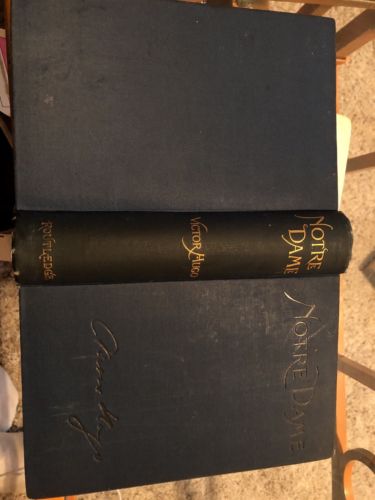 NOTRE
DAME
VICTOR HUGO
ROUTLEDGE
NOTRE DAME
Victor Hugo